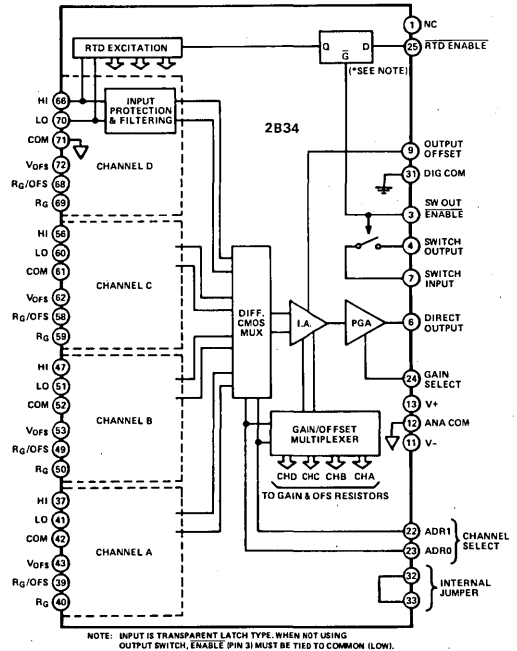 1 NC
RTD EXCITATION
Q D
G
25 RTD ENABLE
(*SEE NOTE)
HI 66
LO 70
COM 71
VOFS 72
RG/OFS 68
RG 69
INPUT
PROTECTION
& FILTERING
CHANNEL D
2B34
9 OUTPUT
OFFSET
31 DIG COM
3 SW OUT
ENABLE
4 SWITCH
OUTPUT
7 SWITCH
INPUT
HI 56
LO 60
COM 61
VOFS 62
RG/OFS 58
RG 59
CHANNEL C
DIFF.
CMOS
MUX
I.A.
PGA
6 DIRECT
OUTPUT
24 GAIN
SELECT
13 V+
12 ANA COM
11 V-
HI 47
LO 51
COM 52
VOFS 53
RG/OFS 49
RG 50
CHANNEL B
GAIN/OFFSET
MULTIPLEXER
CHD CHC CHB CHA
TO GAIN & OFS RESISTORS
HI 37
LO 41
COM 42
VOFS 43
RG/OFS 39
RG 40
CHANNEL A
22 ADR1
23 ADR0
CHANNEL
SELECT
32
33
INTERNAL
JUMPER
NOTE: INPUT IS TRANSPARENT LATCH TYPE. WHEN NOT USING
OUTPUT SWITCH, ENABLE (PIN 3) MUST BE TIED TO COMMON (LOW).